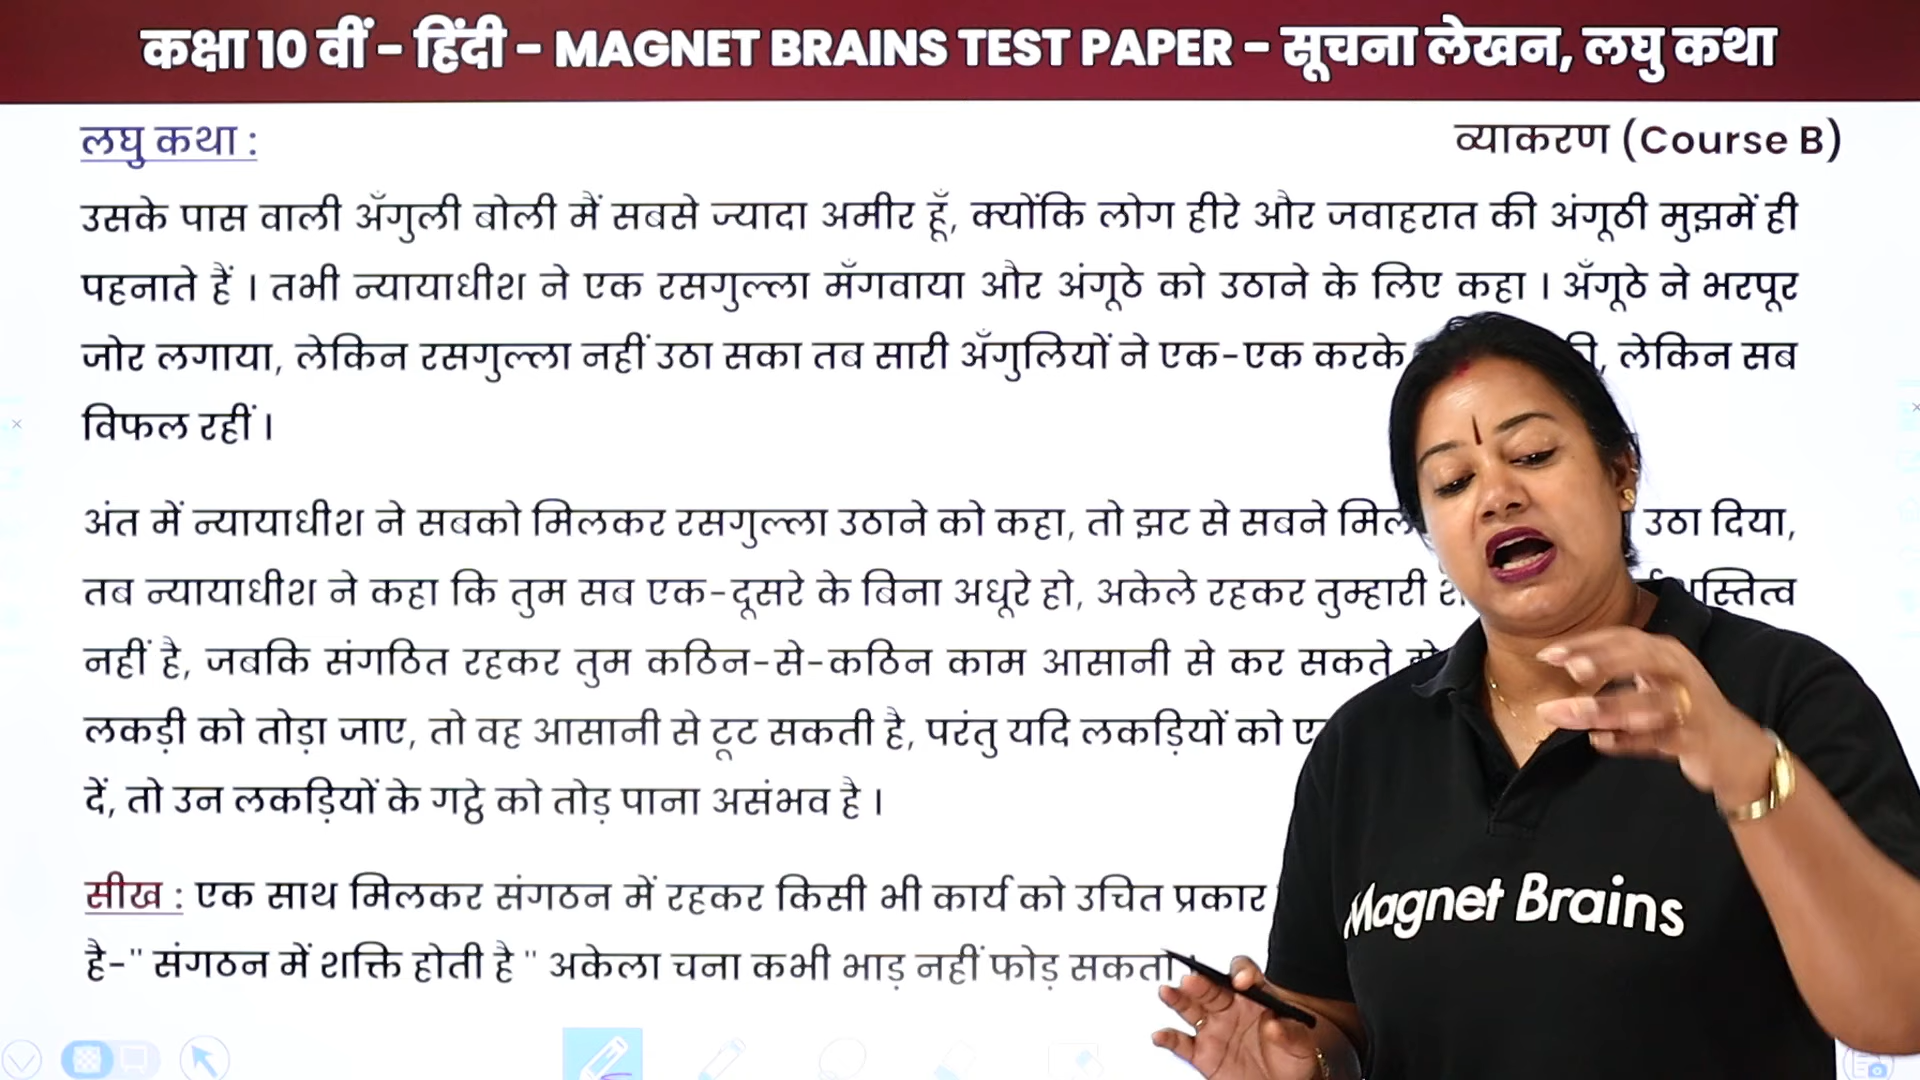 कक्षा 10 वीं - हिंदी - MAGNET BRAINS TEST PAPER - सूचना लेखन, लघु कथा
लघु कथा :
व्याकरण (Course B)
उसके पास वाली अँगुली बोली मैं सबसे ज्यादा अमीर हूँ, क्योंकि लोग हीरे और जवाहरात की अंगूठी मुझमें ही
पहनाते हैं । तभी न्यायाधीश ने एक रसगुल्ला मँगवाया और अंगूठे को उठाने के लिए कहा । अँगूठे ने भरपूर
जोर लगाया, लेकिन रसगुल्ला नहीं उठा सका तब सारी अँगुलियों ने एक-एक करके लेकिन सब
विफल रहीं ।
अंत में न्यायाधीश ने सबको मिलकर रसगुल्ला उठाने को कहा, तो झट से सबने उठा दिया,
तब न्यायाधीश ने कहा कि तुम सब एक-दूसरे के बिना अधूरे हो, अकेले रहकर तुम्हारी
नहीं है, जबकि संगठित रहकर तुम कठिन-से-कठिन काम आसानी से कर सकते
लकड़ी को तोड़ा जाए, तो वह आसानी से टूट सकती है, परंतु यदि लकड़ियों को
दें, तो उन लकड़ियों के गट्ठे को तोड़ पाना असंभव है ।
सीख : एक साथ मिलकर संगठन में रहकर किसी भी कार्य को उचित प्रकार
है-" संगठन में शक्ति होती है " अकेला चना कभी भाड़ नहीं फोड़ सकता
Magnet Brains